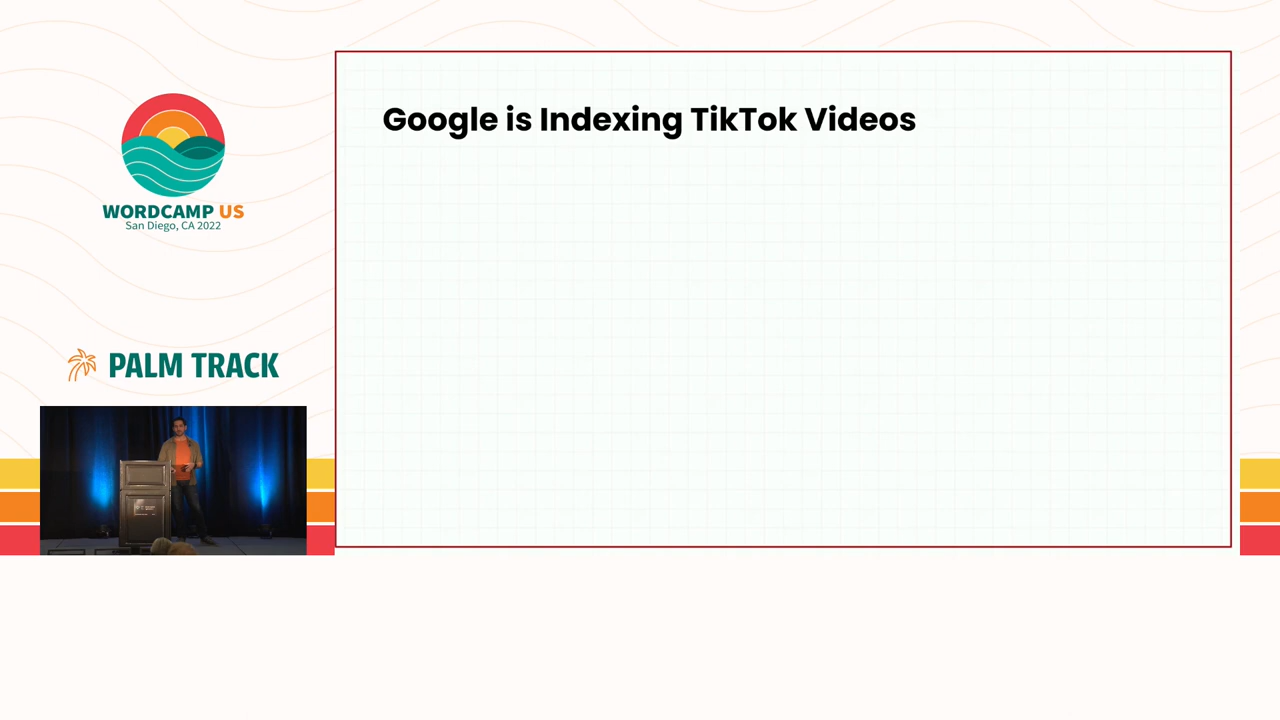 Google is Indexing TikTok Videos
WORDCAMP US
San Diego, CA 2022
PALM TRACK